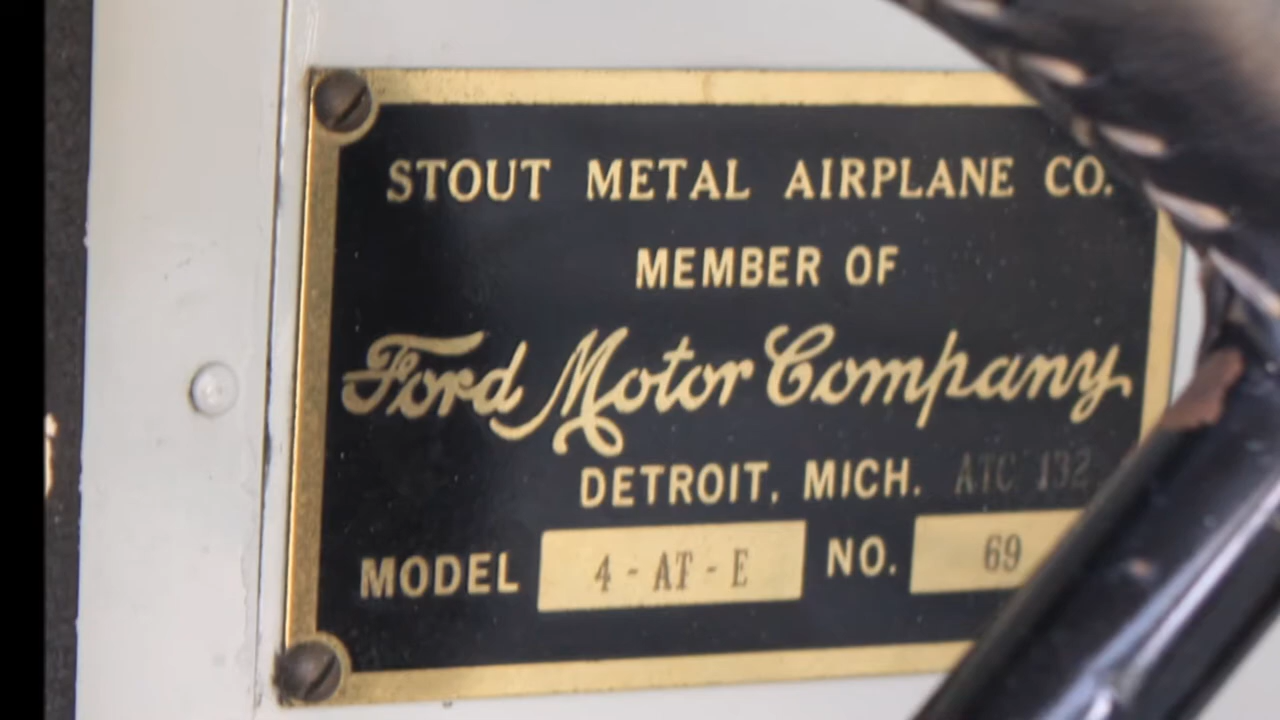 STOUT METAL AIRPLANE CO.
MEMBER OF
Ford Motor Company
DETROIT, MICH. ATC 132
MODEL 4-AT-E NO. 69